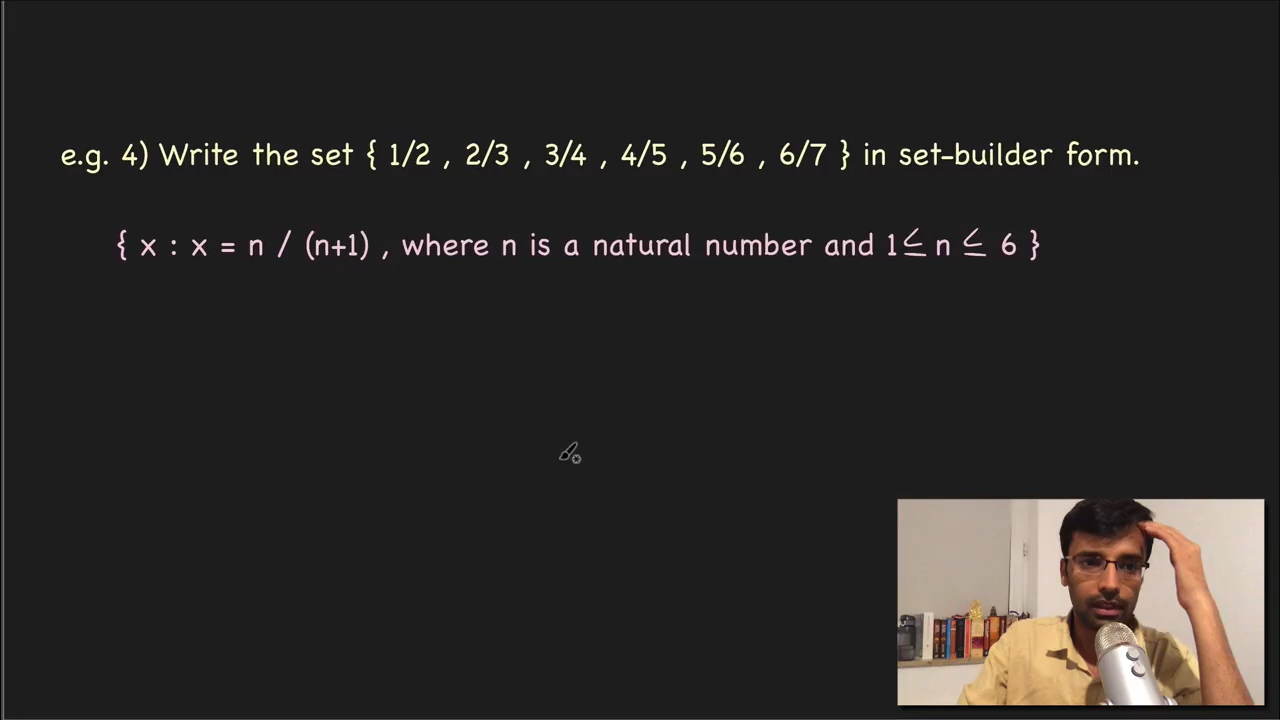 e.g. 4) Write the set { 1/2 , 2/3 , 3/4 , 4/5 , 5/6 , 6/7 } in set-builder form.
{ x : x = n / (n+1) , where n is a natural number and 1 ≤ n ≤ 6 }